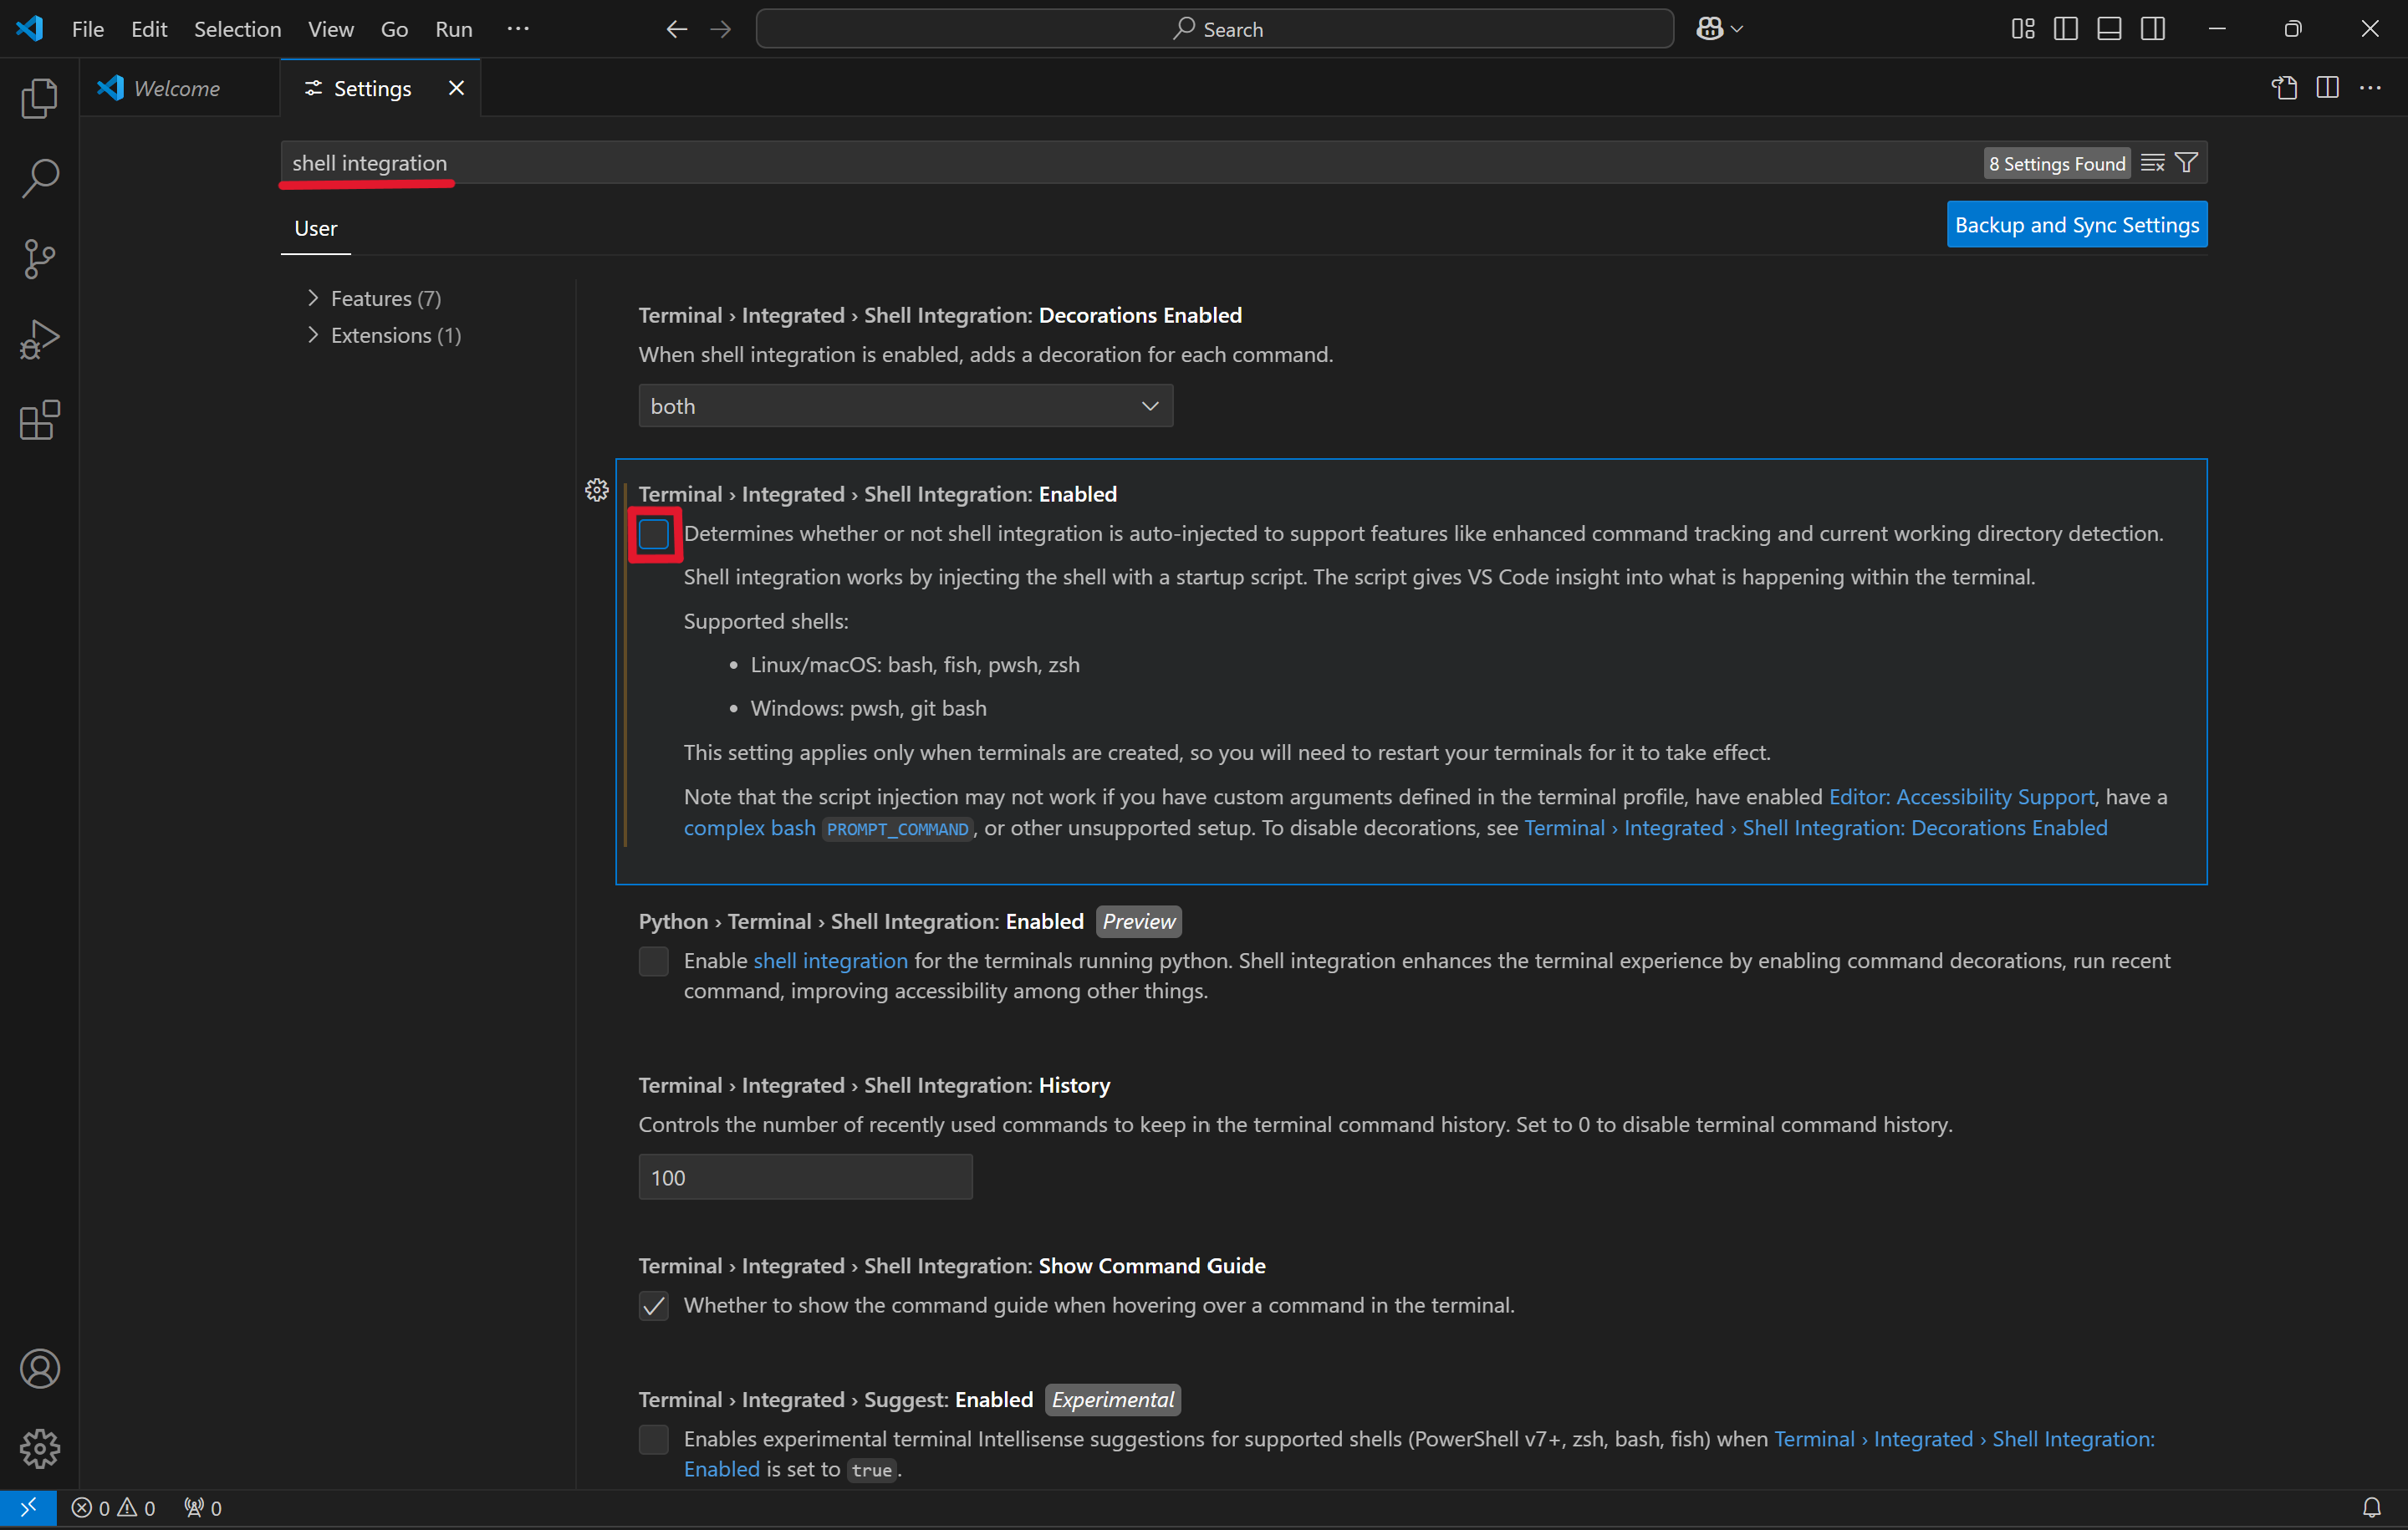 File Edit Selection View Go Run ··· Search
Welcome Settings
shell integration 8 Settings Found
User Backup and Sync Settings
Features (7)
Extensions (1)
Terminal › Integrated › Shell Integration: Decorations Enabled
When shell integration is enabled, adds a decoration for each command.
both
Terminal › Integrated › Shell Integration: Enabled
Determines whether or not shell integration is auto-injected to support features like enhanced command tracking and current working directory detection.
Shell integration works by injecting the shell with a startup script. The script gives VS Code insight into what is happening within the terminal.
Supported shells:
• Linux/macOS: bash, fish, pwsh, zsh
• Windows: pwsh, git bash
This setting applies only when terminals are created, so you will need to restart your terminals for it to take effect.
Note that the script injection may not work if you have custom arguments defined in the terminal profile, have enabled Editor: Accessibility Support, have a
complex bash PROMPT_COMMAND, or other unsupported setup. To disable decorations, see Terminal › Integrated › Shell Integration: Decorations Enabled
Python › Terminal › Shell Integration: Enabled Preview
Enable shell integration for the terminals running python. Shell integration enhances the terminal experience by enabling command decorations, run recent
command, improving accessibility among other things.
Terminal › Integrated › Shell Integration: History
Controls the number of recently used commands to keep in the terminal command history. Set to 0 to disable terminal command history.
100
Terminal › Integrated › Shell Integration: Show Command Guide
Whether to show the command guide when hovering over a command in the terminal.
Terminal › Integrated › Suggest: Enabled Experimental
Enables experimental terminal Intellisense suggestions for supported shells (PowerShell v7+, zsh, bash, fish) when Terminal › Integrated › Shell Integration:
Enabled is set to true.
0 0 0